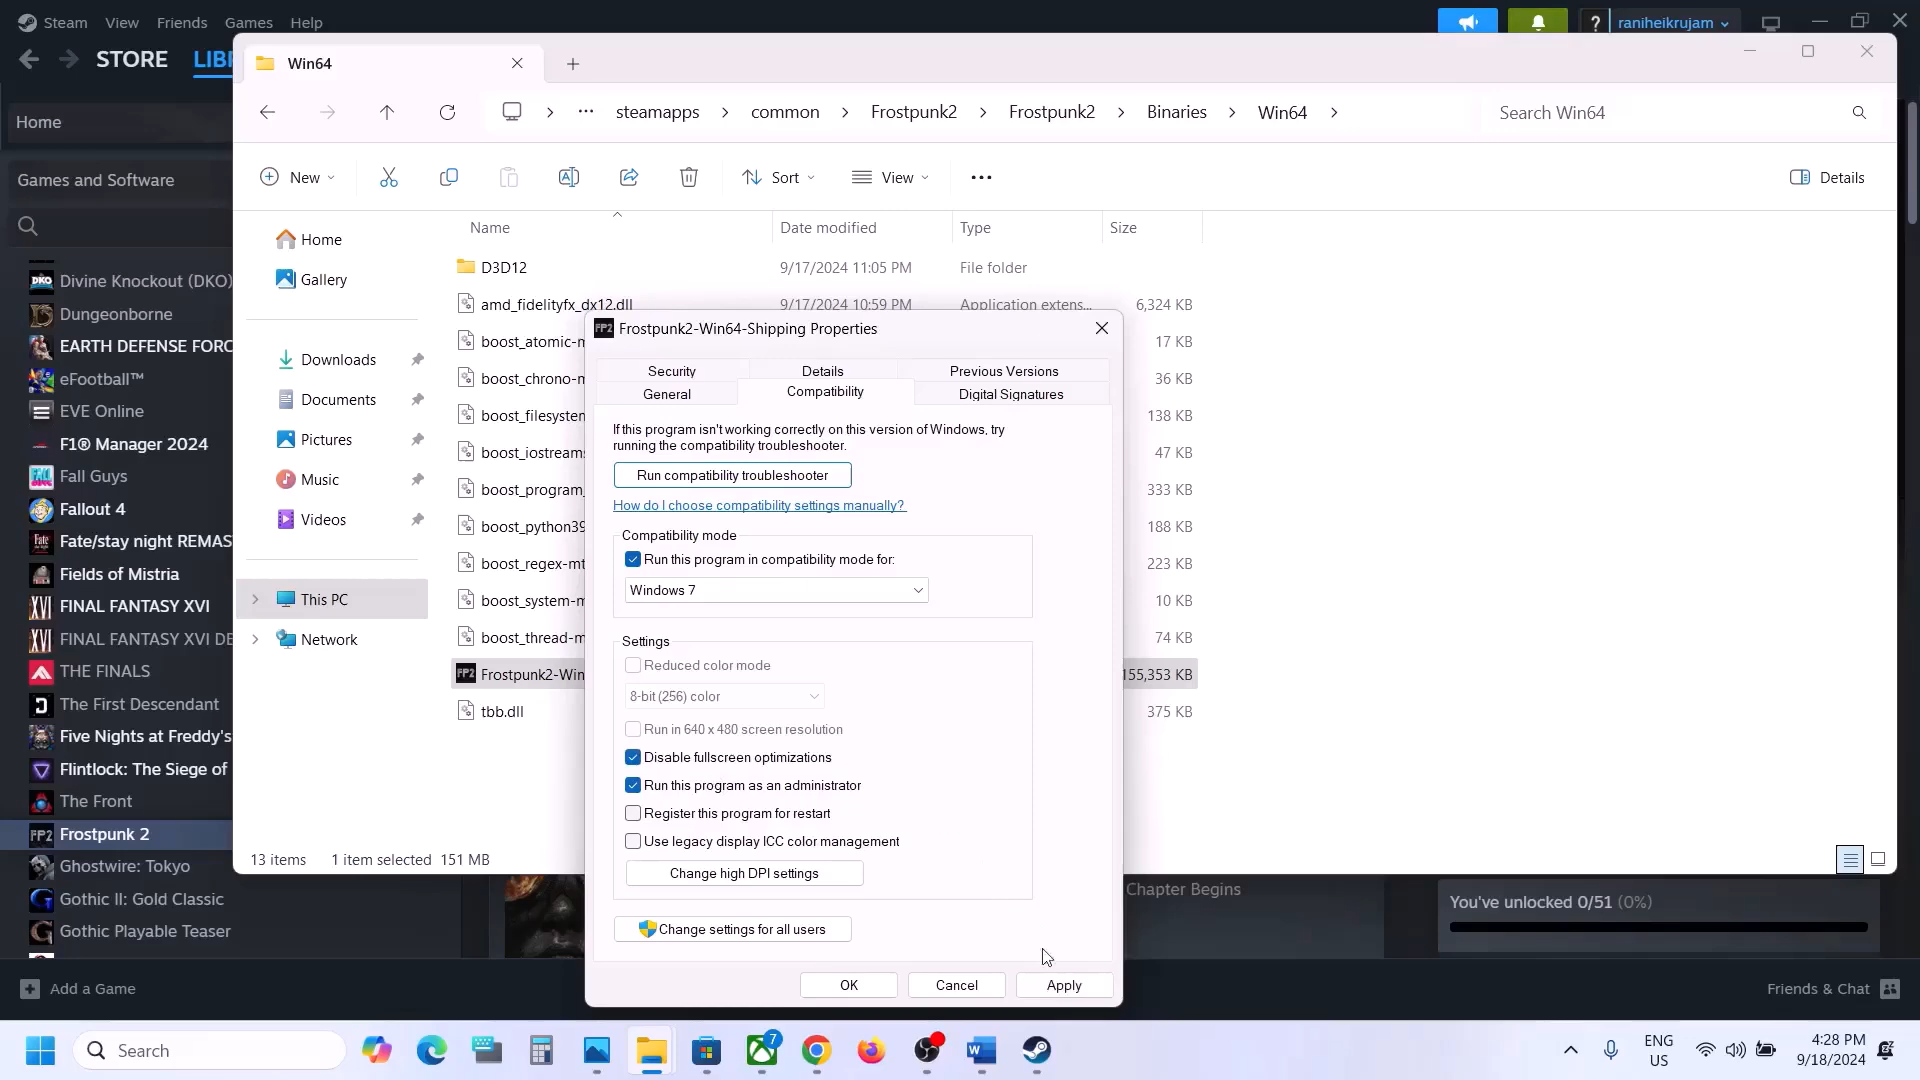 Steam View Friends Games Help
raniheikrujam
STORE LIB
Home
Games and Software
Divine Knockout (DKO)
Dungeonborne
EARTH DEFENSE FORC
eFootball™
EVE Online
F1® Manager 2024
Fall Guys
Fallout 4
Fate/stay night REMAS
Fields of Mistria
FINAL FANTASY XVI
FINAL FANTASY XVI DE
THE FINALS
The First Descendant
Five Nights at Freddy's
Flintlock: The Siege of
The Front
Frostpunk 2
Ghostwire: Tokyo
Gothic II: Gold Classic
Gothic Playable Teaser
Add a Game
Win64
steamapps > common > Frostpunk2 > Frostpunk2 > Binaries > Win64 >
Search Win64
New Sort View Details
Home
Gallery
Downloads
Documents
Pictures
Music
Videos
This PC
Network
Name Date modified Type Size
D3D12 9/17/2024 11:05 PM File folder
amd_fidelityfx_dx12.dll 9/17/2024 10:59 PM Application extens... 6,324 KB
boost_atomic-m 17 KB
boost_chrono-m 36 KB
boost_filesystem 138 KB
boost_iostreams 47 KB
boost_program_ 333 KB
boost_python39 188 KB
boost_regex-mt 223 KB
boost_system-m 10 KB
boost_thread-m 74 KB
Frostpunk2-Win 155,353 KB
tbb.dll 375 KB
13 items 1 item selected 151 MB
Frostpunk2-Win64-Shipping Properties
Security Details Previous Versions
General Compatibility Digital Signatures
If this program isn't working correctly on this version of Windows, try
running the compatibility troubleshooter.
Run compatibility troubleshooter
How do I choose compatibility settings manually?
Compatibility mode
Run this program in compatibility mode for:
Windows 7
Settings
Reduced color mode
8-bit (256) color
Run in 640 x 480 screen resolution
Disable fullscreen optimizations
Run this program as an administrator
Register this program for restart
Use legacy display ICC color management
Change high DPI settings
Change settings for all users
OK Cancel Apply
Chapter Begins
You've unlocked 0/51 (0%)
Friends & Chat
Search
7
ENG
US
4:28 PM
9/18/2024